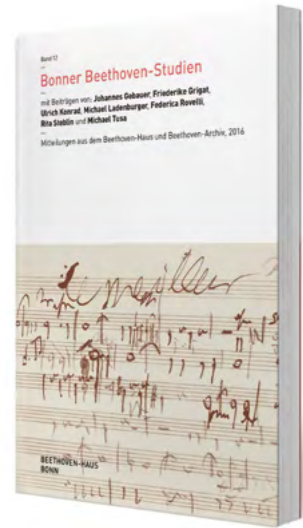 Band 12
Bonner Beethoven-Studien
mit Beiträgen von: Johannes Gebauer, Friederike Grigat,
Ulrich Konrad, Michael Ladenburger, Federica Rovelli,
Rita Steblin und Michael Tusa
Mitteilungen aus dem Beethoven-Haus und Beethoven-Archiv, 2016
BEETHOVEN-HAUS
BONN